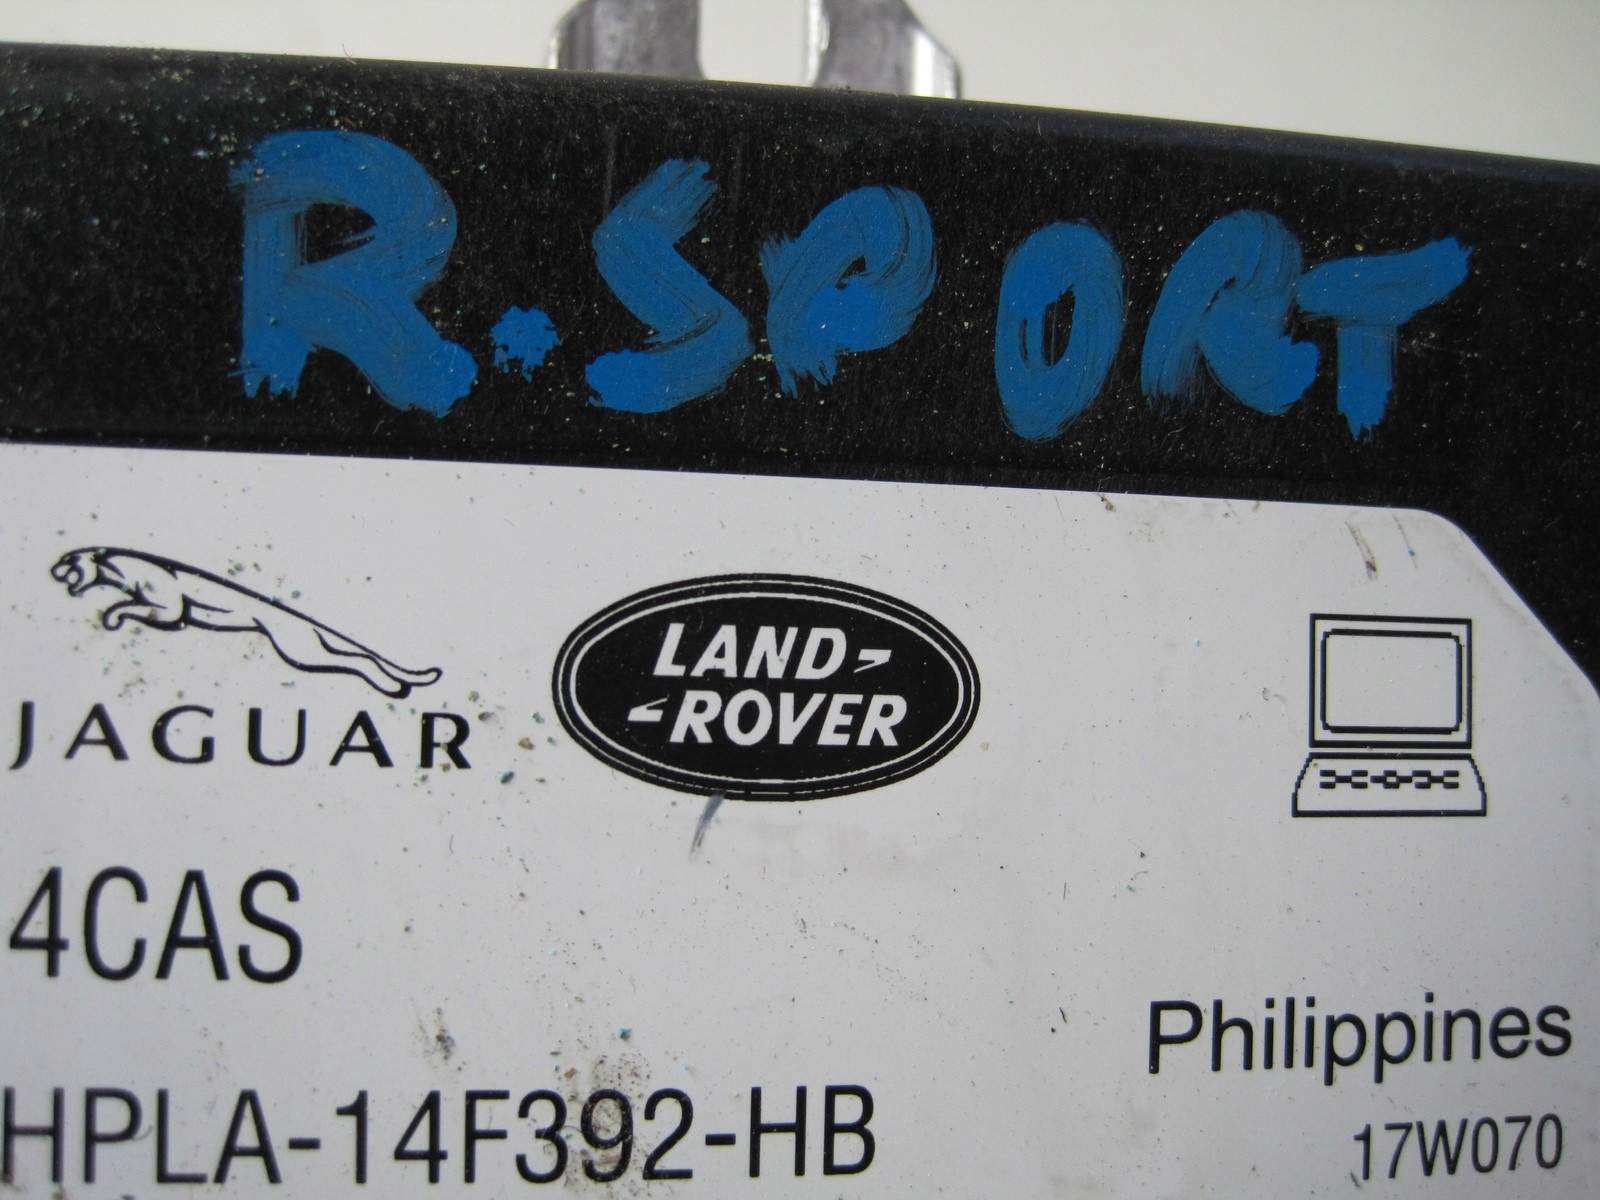 R.SPORT
JAGUAR
LAND-
-ROVER
4CAS
Philippines
HPLA-14F392-HB
17W070